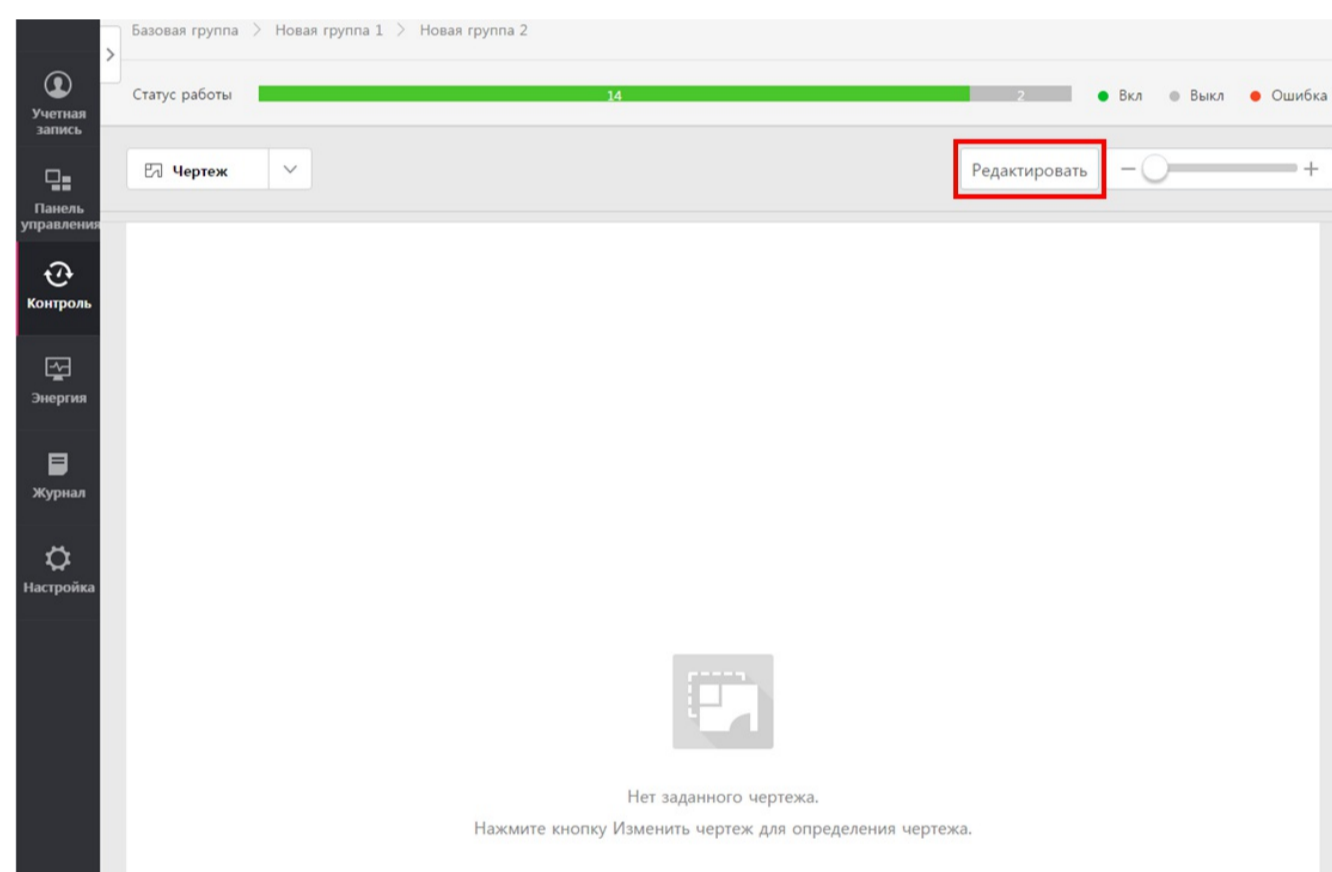 Базовая группа > Новая группа 1 > Новая группа 2
Статус работы 14 2 Вкл Выкл Ошибка
Учетная
запись
Чертеж Редактировать − +
Панель
управления
Контроль
Энергия
Журнал
Настройка
Нет заданного чертежа.
Нажмите кнопку Изменить чертеж для определения чертежа.